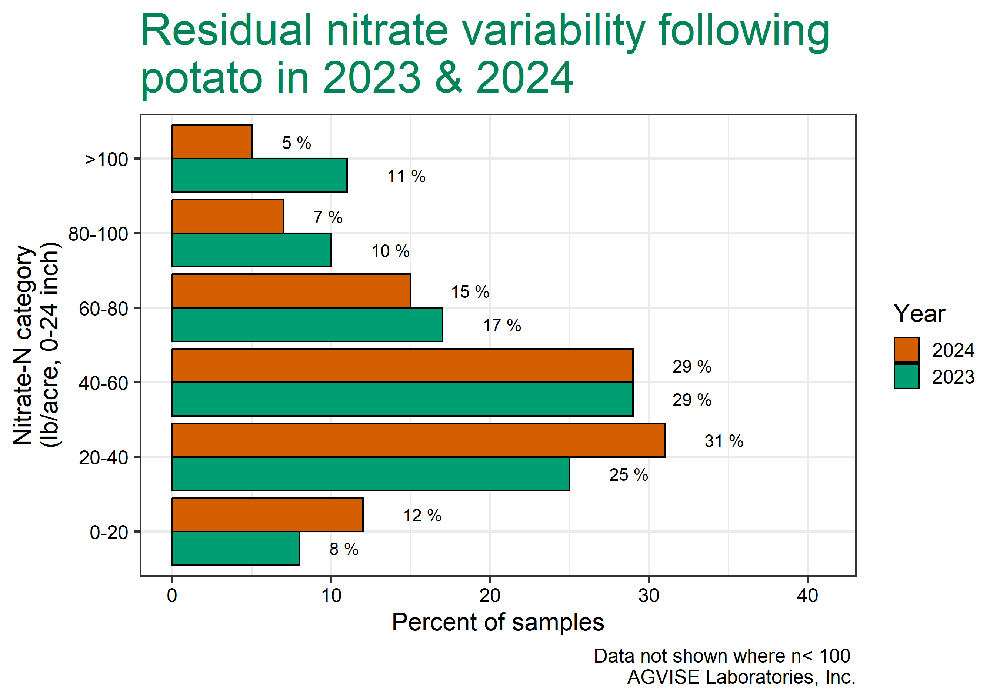 Residual nitrate variability following
potato in 2023 & 2024
Nitrate-N category
(lb/acre, 0-24 inch)
>100
5 %
11 %
80-100
7 %
10 %
60-80
15 %
17 %
40-60
29 %
29 %
20-40
31 %
25 %
0-20
12 %
8 %
0 10 20 30 40
Percent of samples
Year
2024
2023
Data not shown where n< 100
AGVISE Laboratories, Inc.